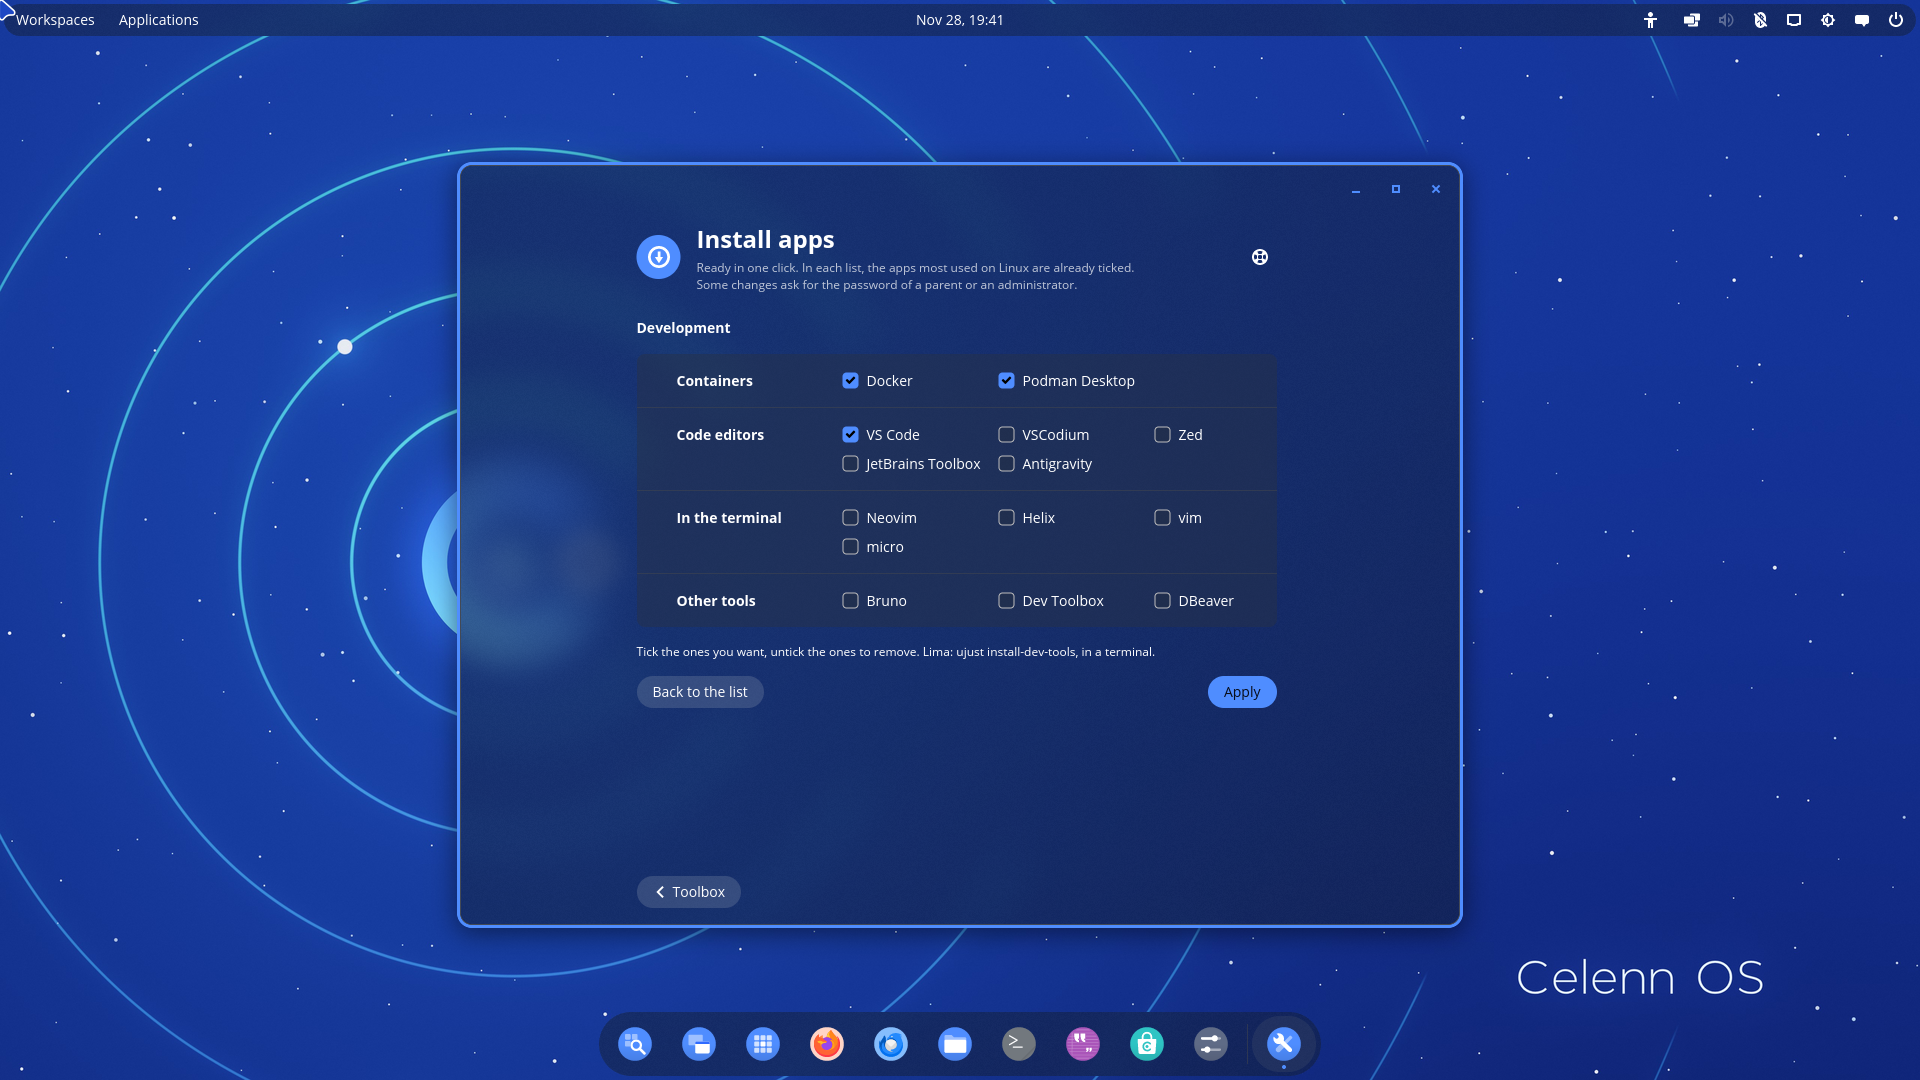 Workspaces Applications Nov 28, 19:41
Install apps
Ready in one click. In each list, the apps most used on Linux are already ticked.
Some changes ask for the password of a parent or an administrator.
Development
Containers Docker Podman Desktop
Code editors VS Code VSCodium Zed
JetBrains Toolbox Antigravity
In the terminal Neovim Helix vim
micro
Other tools Bruno Dev Toolbox DBeaver
Tick the ones you want, untick the ones to remove. Lima: ujust install-dev-tools, in a terminal.
Back to the list Apply
Toolbox
Celenn OS